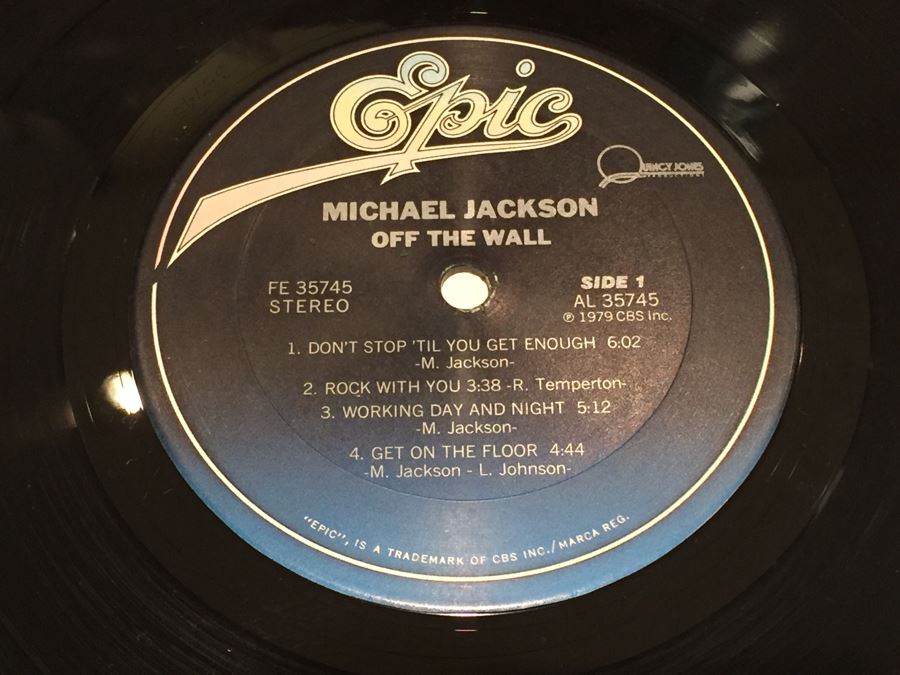 Epic
QUINCY JONES
PRODUCTIONS
MICHAEL JACKSON
OFF THE WALL
FE 35745
STEREO
SIDE 1
AL 35745
℗ 1979 CBS Inc.
1. DON'T STOP 'TIL YOU GET ENOUGH 6:02
-M. Jackson-
2. ROCK WITH YOU 3:38 -R. Temperton-
3. WORKING DAY AND NIGHT 5:12
-M. Jackson-
4. GET ON THE FLOOR 4:44
-M. Jackson - L. Johnson-
"EPIC", IS A TRADEMARK OF CBS INC./MARCA REG.